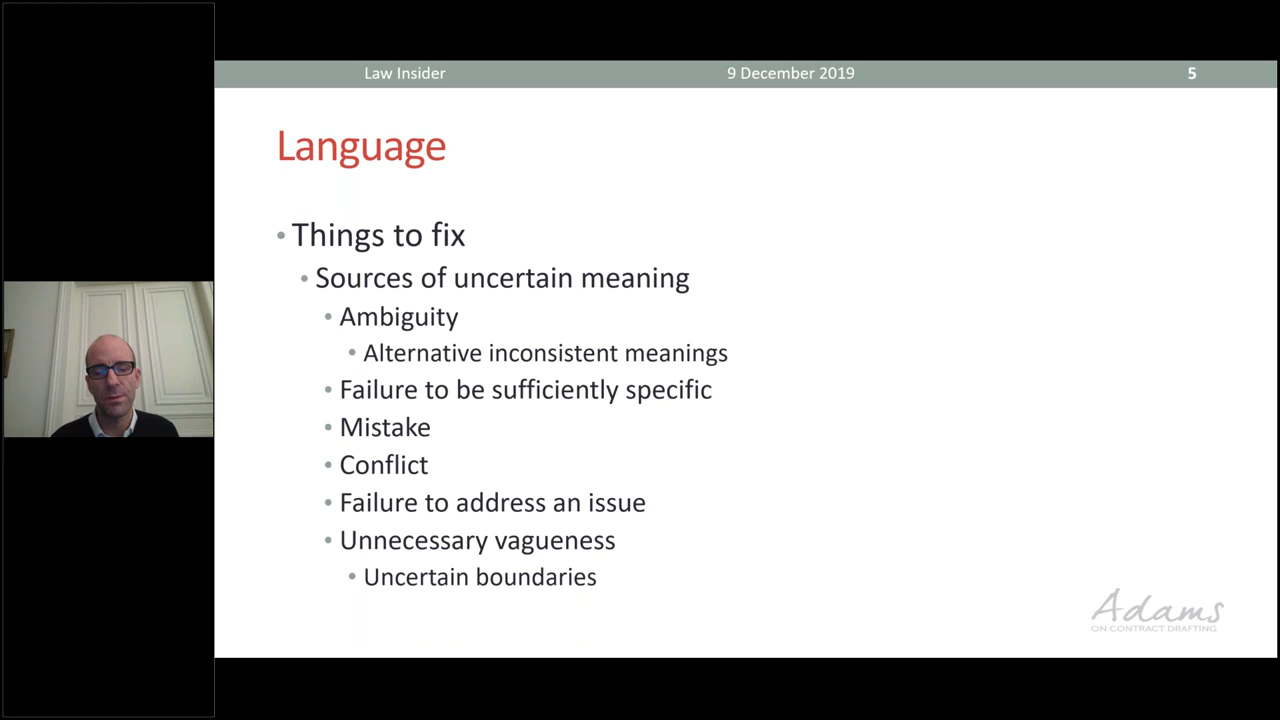 Law Insider 9 December 2019 5
Language
• Things to fix
• Sources of uncertain meaning
• Ambiguity
• Alternative inconsistent meanings
• Failure to be sufficiently specific
• Mistake
• Conflict
• Failure to address an issue
• Unnecessary vagueness
• Uncertain boundaries
Adams
ON CONTRACT DRAFTING